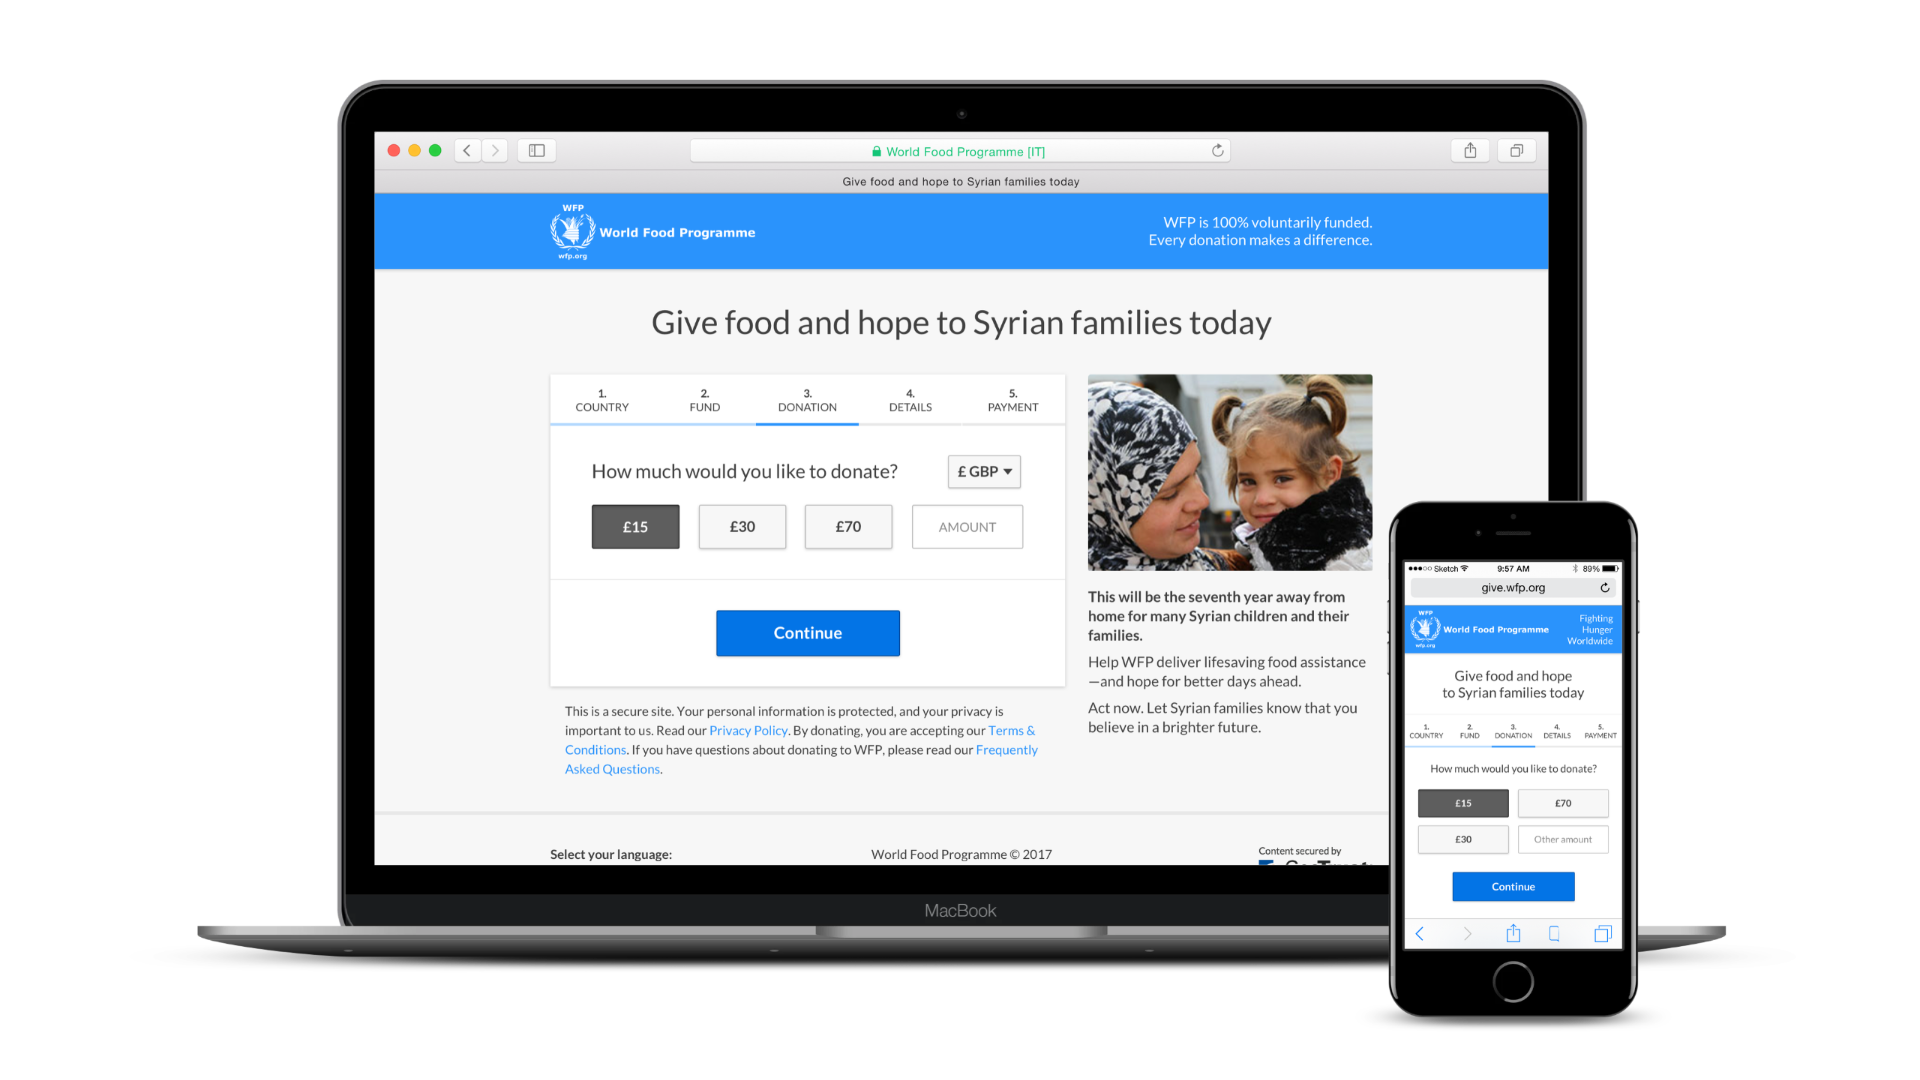 World Food Programme [IT]
Give food and hope to Syrian families today
WFP
World Food Programme
wfp.org
WFP is 100% voluntarily funded.
Every donation makes a difference.
Give food and hope to Syrian families today
1. 2. 3. 4. 5.
COUNTRY FUND DONATION DETAILS PAYMENT
How much would you like to donate? £ GBP
£15 £30 £70 AMOUNT
Continue
This is a secure site. Your personal information is protected, and your privacy is
important to us. Read our Privacy Policy. By donating, you are accepting our Terms &
Conditions. If you have questions about donating to WFP, please read our Frequently
Asked Questions.
This will be the seventh year away from
home for many Syrian children and their
families.
Help WFP deliver lifesaving food assistance
—and hope for better days ahead.
Act now. Let Syrian families know that you
believe in a brighter future.
Select your language:
World Food Programme © 2017
Content secured by
MacBook
Sketch 9:57 AM 89%
give.wfp.org
WFP
World Food Programme
wfp.org
Fighting
Hunger
Worldwide
Give food and hope
to Syrian families today
1. 2. 3. 4. 5.
COUNTRY FUND DONATION DETAILS PAYMENT
How much would you like to donate?
£15 £70
£30 Other amount
Continue